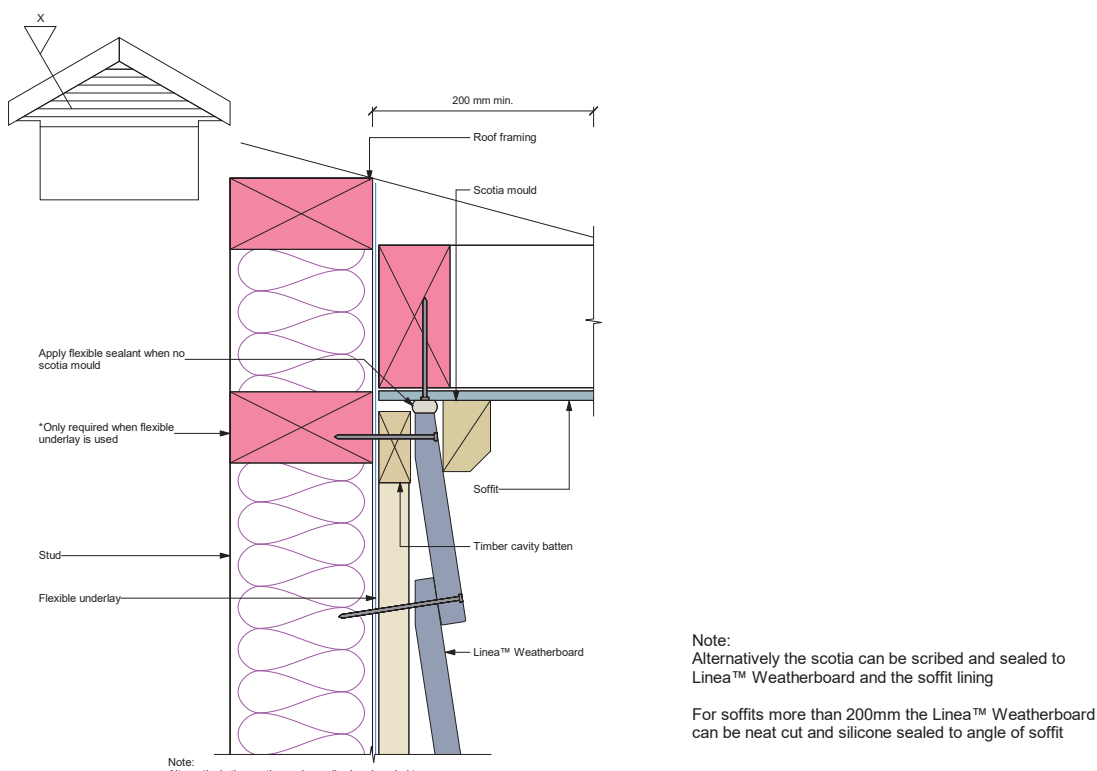 X
200 mm min.
Roof framing
Scotia mould
Apply flexible sealant when no
scotia mould
*Only required when flexible
underlay is used
Soffit
Stud
Timber cavity batten
Flexible underlay
Linea™ Weatherboard
Note:
Alternatively the scotia can be scribed and sealed to
Linea™ Weatherboard and the soffit lining
For soffits more than 200mm the Linea™ Weatherboard
can be neat cut and silicone sealed to angle of soffit
Note: